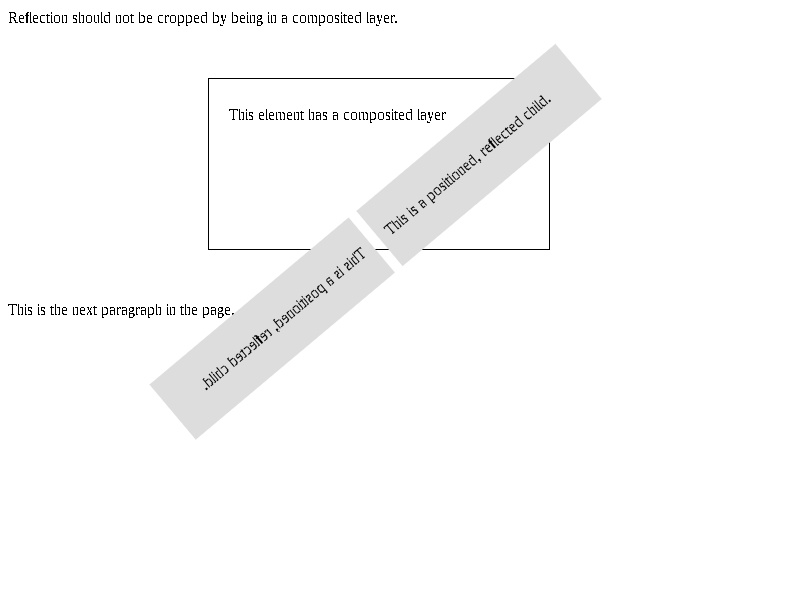 Reflection should not be cropped by being in a composited layer.
This element has a composited layer
This is a positioned, reflected child.
This is a positioned, reflected child.
This is the next paragraph in the page.